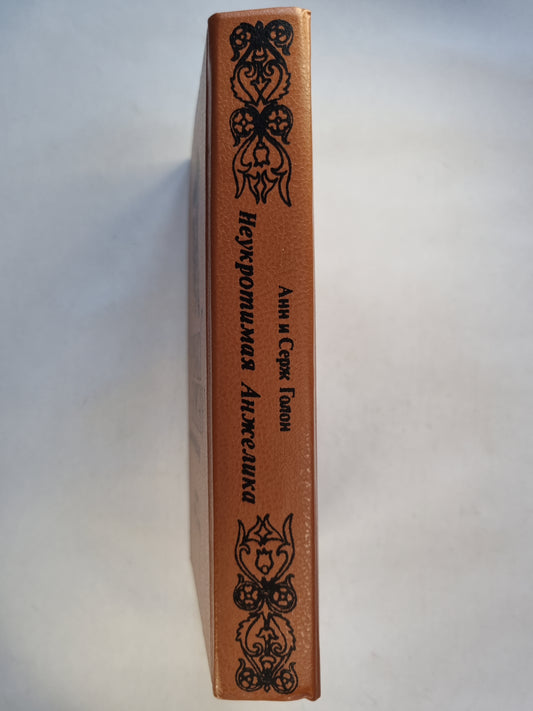 Анн и Серж Голон
Неукротимая Анжелика